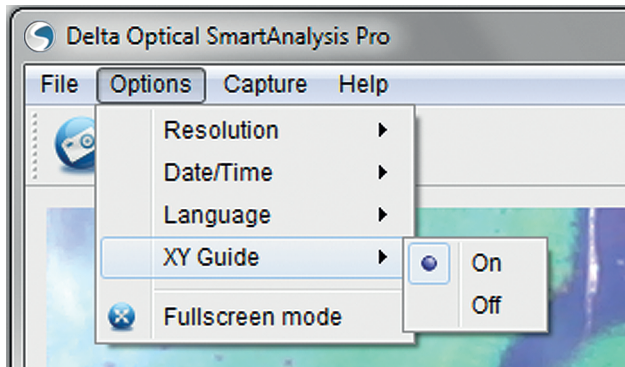 Delta Optical SmartAnalysis Pro
File Options Capture Help
Resolution
Date/Time
Language
XY Guide
On
Off
Fullscreen mode